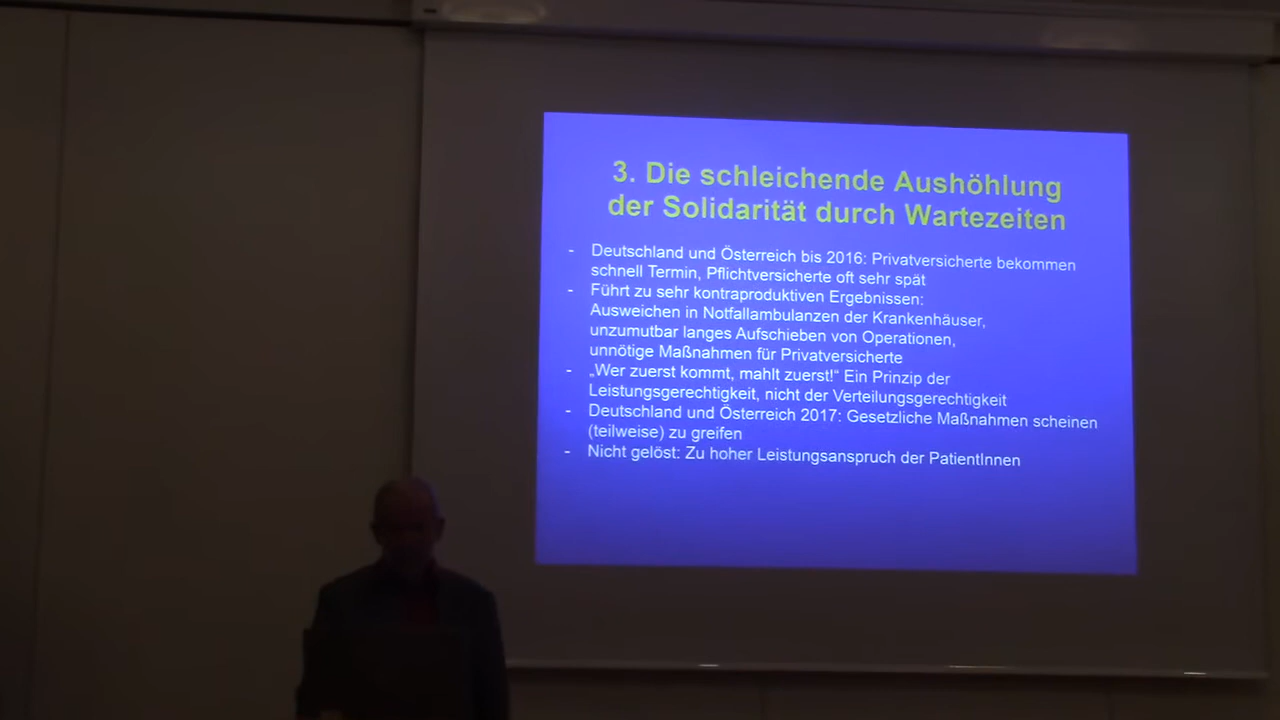 3. Die schleichende Aushöhlung
der Solidarität durch Wartezeiten
- Deutschland und Österreich bis 2016: Privatversicherte bekommen
schnell Termin, Pflichtversicherte oft sehr spät
- Führt zu sehr kontraproduktiven Ergebnissen:
Ausweichen in Notfallambulanzen der Krankenhäuser,
unzumutbar langes Aufschieben von Operationen,
unnötige Maßnahmen für Privatversicherte
- „Wer zuerst kommt, mahlt zuerst!“ Ein Prinzip der
Leistungsgerechtigkeit, nicht der Verteilungsgerechtigkeit
- Deutschland und Österreich 2017: Gesetzliche Maßnahmen scheinen
(teilweise) zu greifen
- Nicht gelöst: Zu hoher Leistungsanspruch der PatientInnen